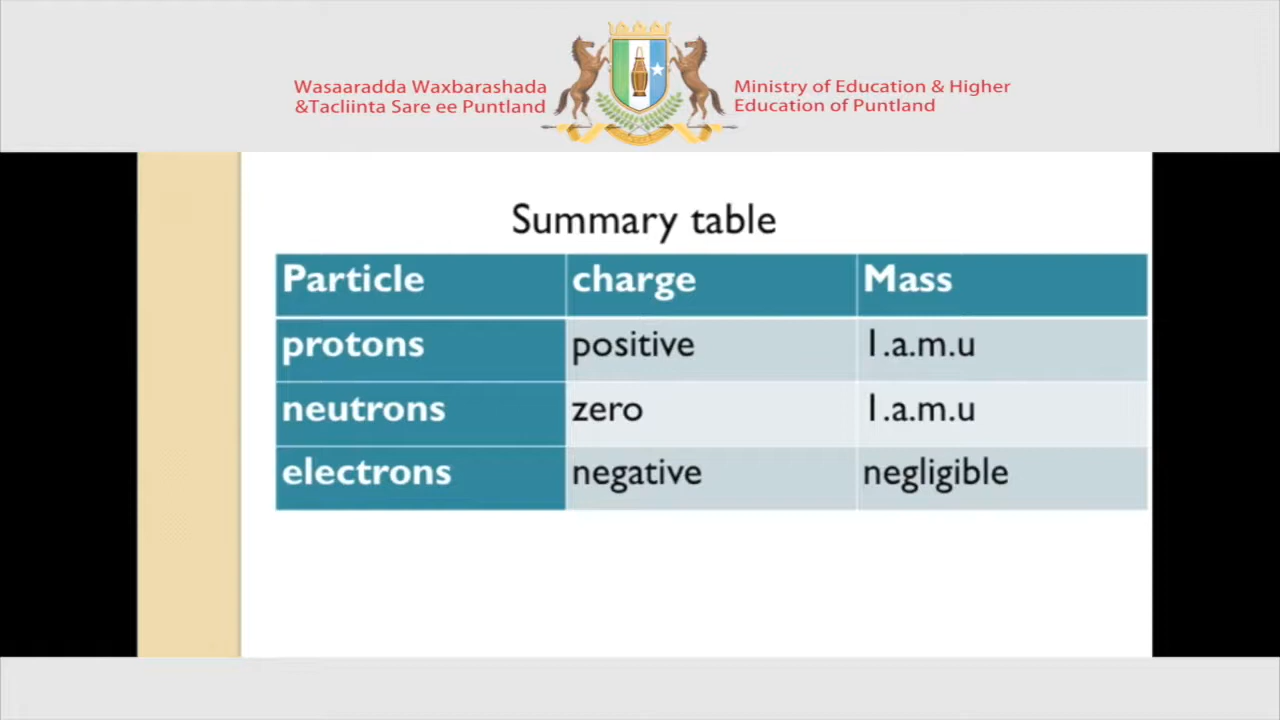 Wasaaradda Waxbarashada
&Tacliinta Sare ee Puntland
Ministry of Education & Higher
Education of Puntland
Summary table
Particle charge Mass
protons positive 1.a.m.u
neutrons zero 1.a.m.u
electrons negative negligible